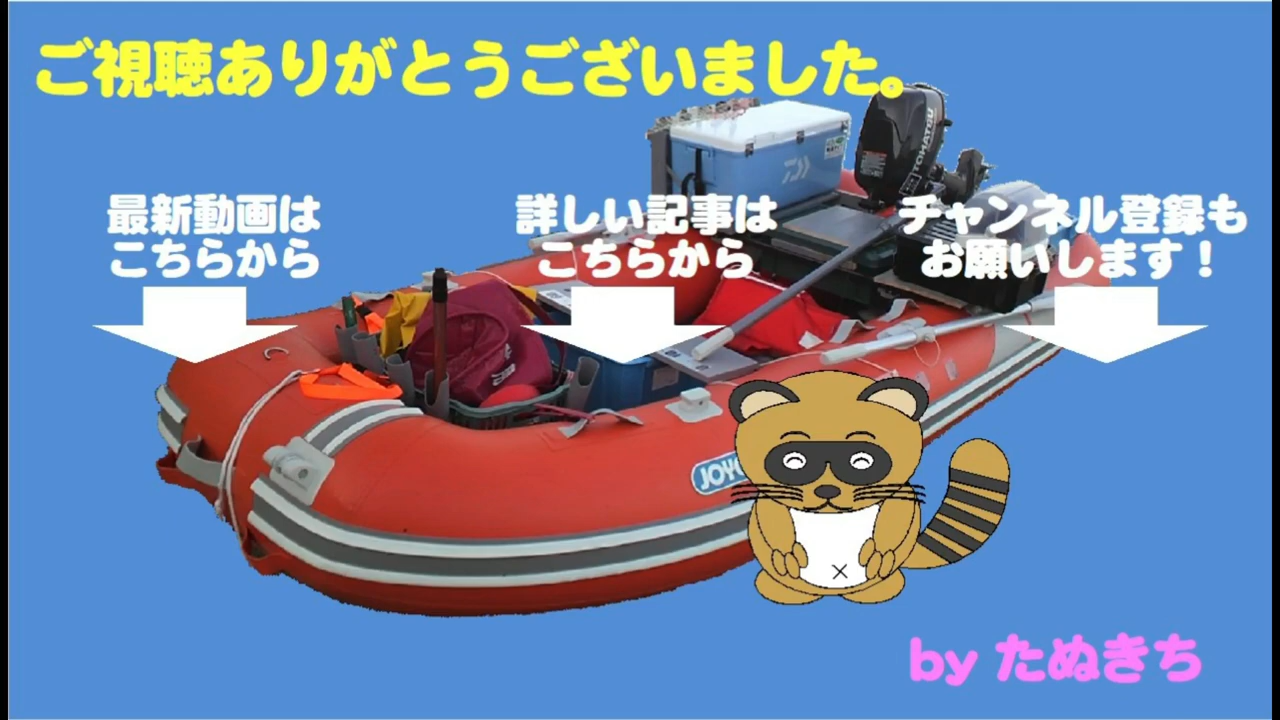 ご視聴ありがとうございました。
最新動画は
こちらから
詳しい記事は
こちらから
チャンネル登録も
お願いします!
TOHATSU
by たぬきち